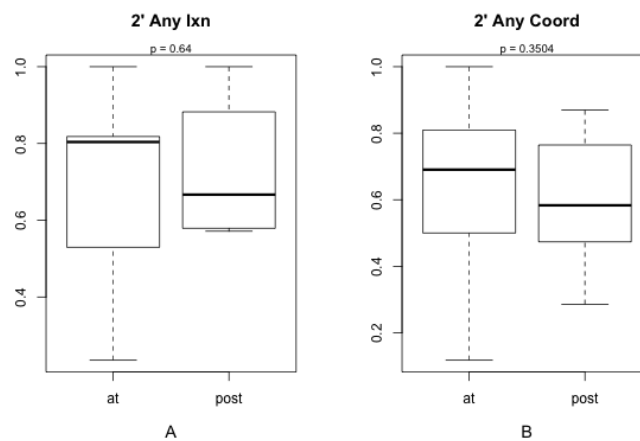 2' Any Ixn
p = 0.64
1.0
0.8
0.6
0.4
at post
A
2' Any Coord
p = 0.3504
1.0
0.8
0.6
0.4
0.2
at post
B